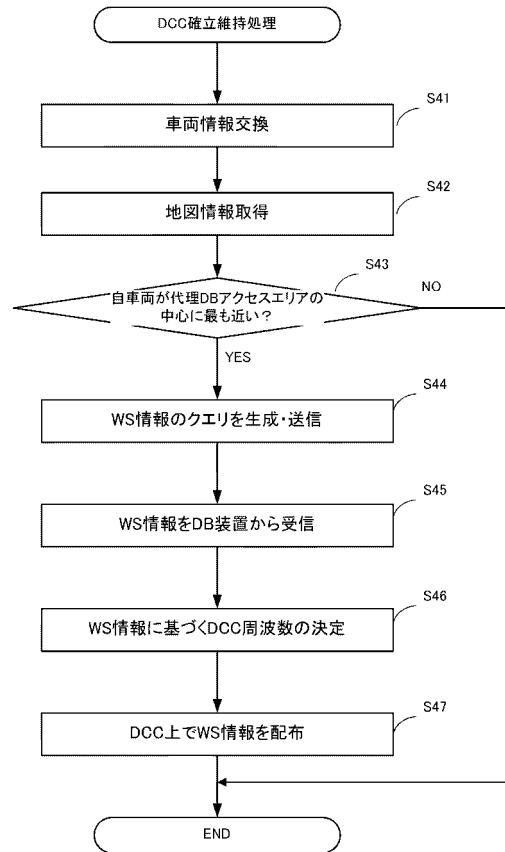 DCC確立維持処理
S41
車両情報交換
S42
地図情報取得
S43
自車両が代理DBアクセスエリアの
中心に最も近い？
NO
YES
S44
WS情報のクエリを生成・送信
S45
WS情報をDB装置から受信
S46
WS情報に基づくDCC周波数の決定
S47
DCC上でWS情報を配布
END